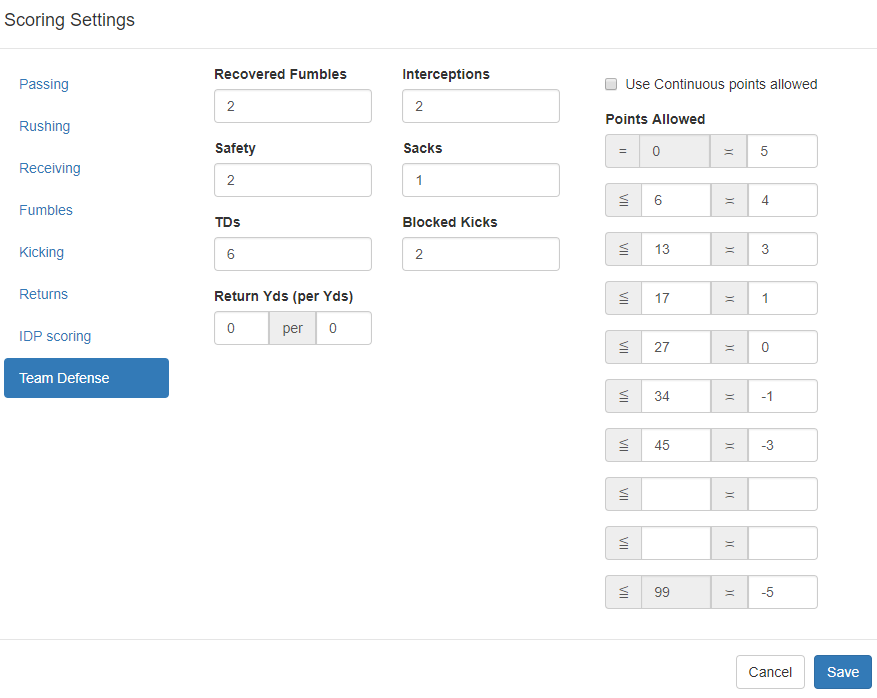 Scoring Settings
Passing
Rushing
Receiving
Fumbles
Kicking
Returns
IDP scoring
Team Defense
Recovered Fumbles
2
Interceptions
2
Safety
2
Sacks
1
TDs
6
Blocked Kicks
2
Return Yds (per Yds)
0 per 0
Use Continuous points allowed
Points Allowed
= 0 ≍ 5
≦ 6 ≍ 4
≦ 13 ≍ 3
≦ 17 ≍ 1
≦ 27 ≍ 0
≦ 34 ≍ -1
≦ 45 ≍ -3
≦ ≍
≦ ≍
≦ 99 ≍ -5
Cancel
Save